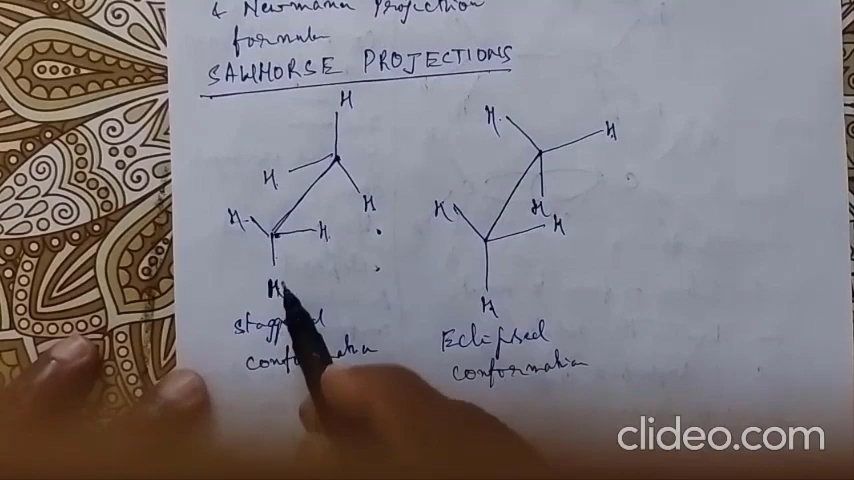 & Newmann Projection
formula
SAWHORSE PROJECTIONS
H
H
H
H
H
H
Staggered
conformation
H
H
H
H
H
H
Eclipsed
conformation
clideo.com